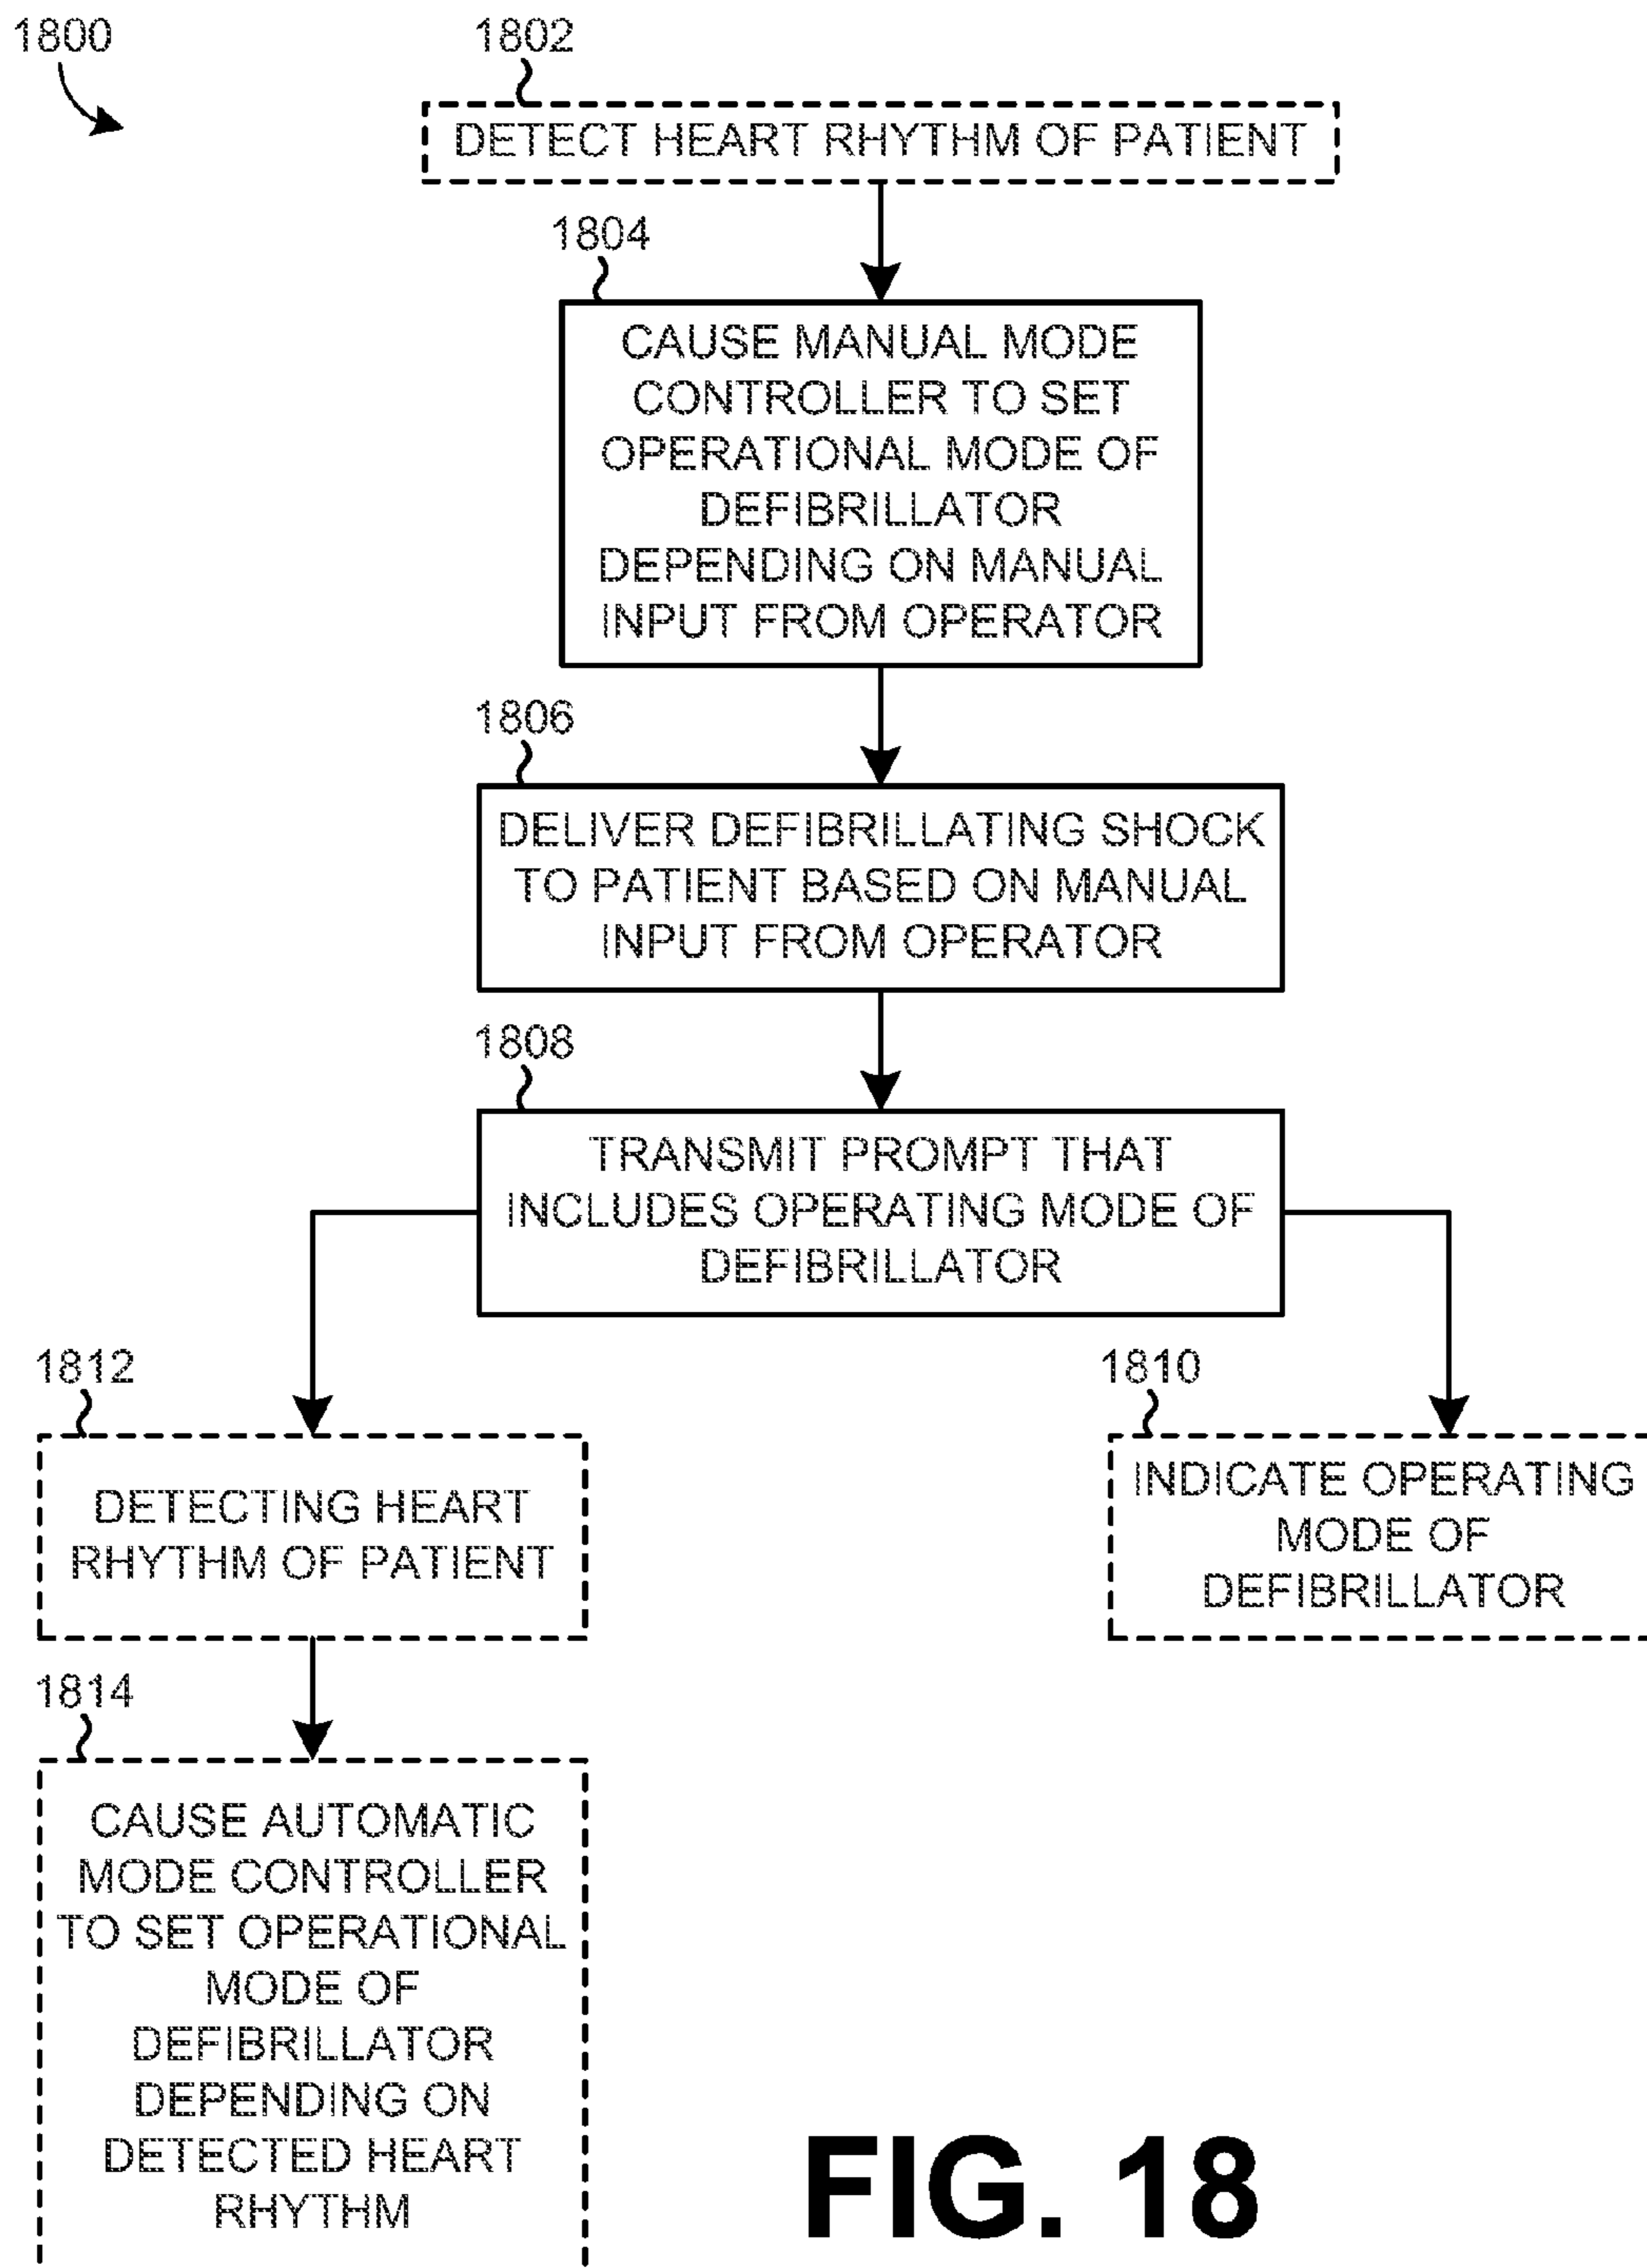 1800
1802
DETECT HEART RHYTHM OF PATIENT
1804
CAUSE MANUAL MODE
CONTROLLER TO SET
OPERATIONAL MODE OF
DEFIBRILLATOR
DEPENDING ON MANUAL
INPUT FROM OPERATOR
1806
DELIVER DEFIBRILLATING SHOCK
TO PATIENT BASED ON MANUAL
INPUT FROM OPERATOR
1808
TRANSMIT PROMPT THAT
INCLUDES OPERATING MODE OF
DEFIBRILLATOR
1812
DETECTING HEART
RHYTHM OF PATIENT
1810
INDICATE OPERATING
MODE OF
DEFIBRILLATOR
1814
CAUSE AUTOMATIC
MODE CONTROLLER
TO SET OPERATIONAL
MODE OF
DEFIBRILLATOR
DEPENDING ON
DETECTED HEART
RHYTHM
FIG. 18